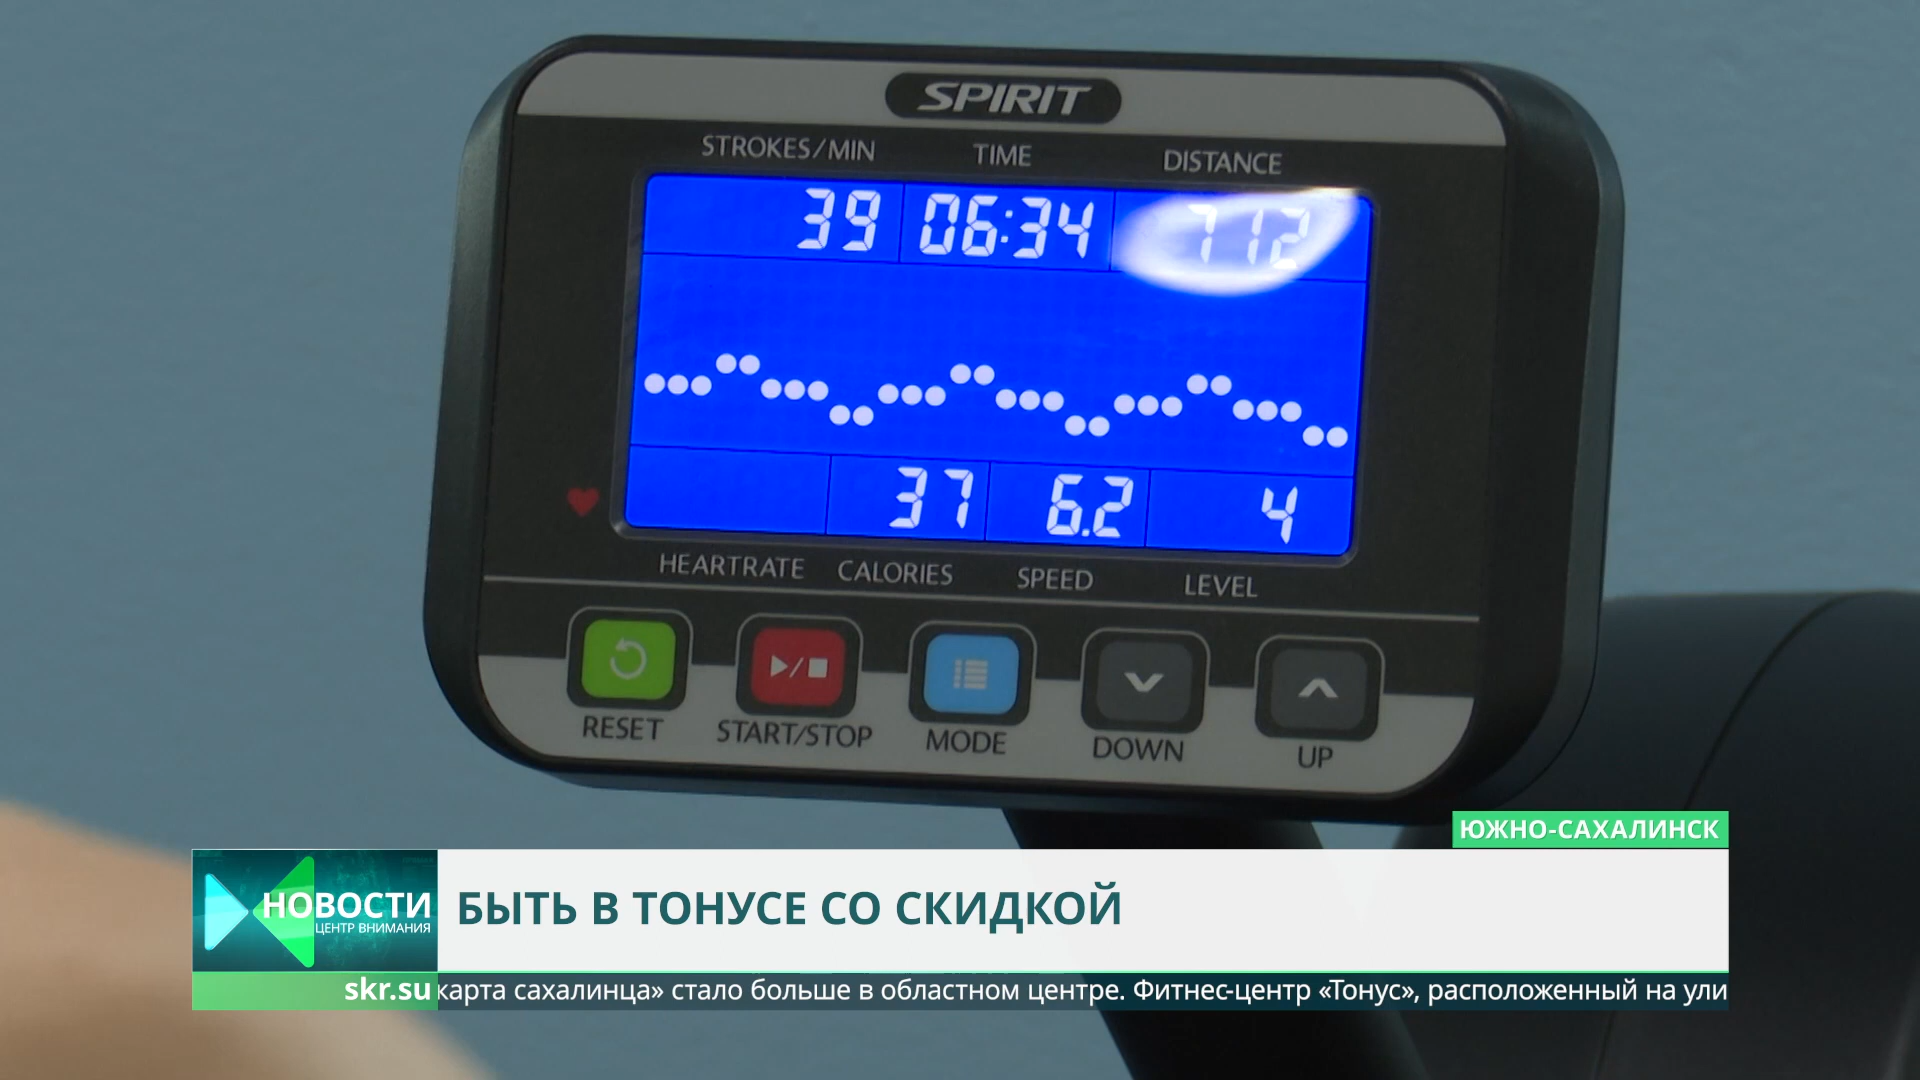 SPIRIT
STROKES/MIN TIME DISTANCE
39 06:34 712
37 6.2 4
HEARTRATE CALORIES SPEED LEVEL
RESET START/STOP MODE DOWN UP
ЮЖНО-САХАЛИНСК
НОВОСТИ
ЦЕНТР ВНИМАНИЯ
БЫТЬ В ТОНУСЕ СО СКИДКОЙ
skr.su карта сахалинца» стало больше в областном центре. Фитнес-центр «Тонус», расположенный на ули